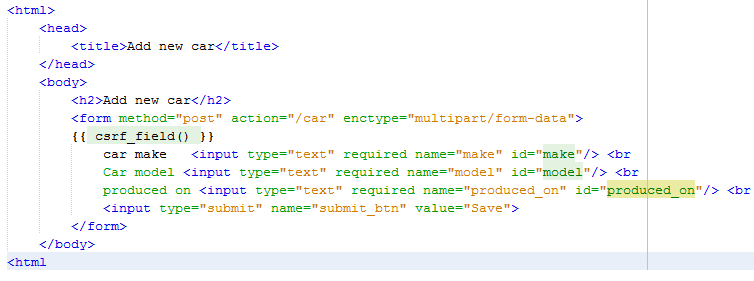 <html>
<head>
<title>Add new car</title>
</head>
<body>
<h2>Add new car</h2>
<form method="post" action="/car" enctype="multipart/form-data">
{{ csrf_field() }}
car make   <input type="text" required name="make" id="make"/> <br
Car model <input type="text" required name="model" id="model"/> <br
produced on <input type="text" required name="produced_on" id="produced_on"/> <br
<input type="submit" name="submit_btn" value="Save">
</form>
</body>
<html